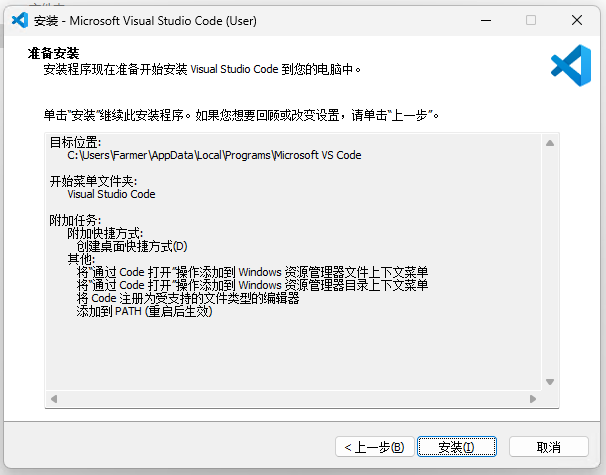 安装 - Microsoft Visual Studio Code (User)
准备安装
安装程序现在准备开始安装 Visual Studio Code 到您的电脑中。
单击“安装”继续此安装程序。如果您想要回顾或改变设置，请单击“上一步”。
目标位置:
C:\Users\Farmer\AppData\Local\Programs\Microsoft VS Code
开始菜单文件夹:
Visual Studio Code
附加任务:
附加快捷方式:
创建桌面快捷方式(D)
其他:
将“通过 Code 打开”操作添加到 Windows 资源管理器文件上下文菜单
将“通过 Code 打开”操作添加到 Windows 资源管理器目录上下文菜单
将 Code 注册为受支持的文件类型的编辑器
添加到 PATH (重启后生效)
< 上一步(B)
安装(I)
取消